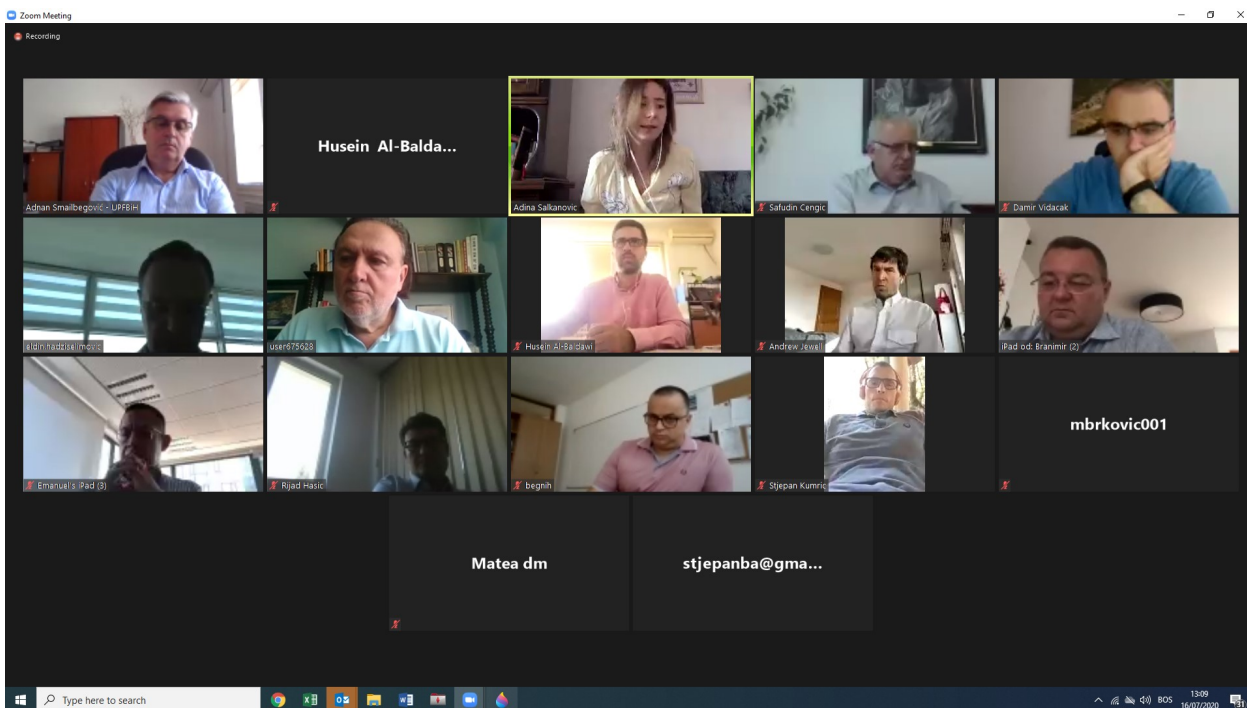 Zoom Meeting
Recording
Adnan Smailbegović - UPFBiH
Husein Al-Balda...
Adina Salkanovic
Safudin Cengic
Damir Vidacak
eldin hadziselimovic
user675628
Husein Al-Baldawi
Andrew Jewell
iPad od: Branimir (2)
Emanuel's iPad (3)
Rijad Hasic
begnih
Stjepan Kumrić
mbrkovic001
Matea dm
stjepanba@gma...
Type here to search
BOS
13:09
16/07/2020
31